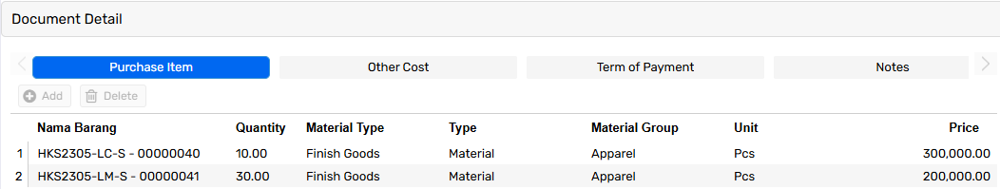 Document Detail
Purchase Item Other Cost Term of Payment Notes
Add Delete
Nama Barang Quantity Material Type Type Material Group Unit Price
1 HKS2305-LC-S - 00000040 10.00 Finish Goods Material Apparel Pcs 300,000.00
2 HKS2305-LM-S - 00000041 30.00 Finish Goods Material Apparel Pcs 200,000.00